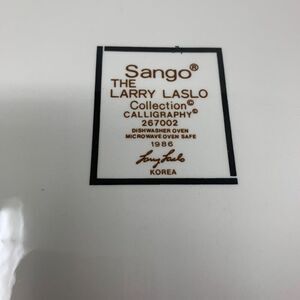 Sango®
THE
LARRY LASLO
Collection©
CALLIGRAPHY©
267002
DISHWASHER OVEN
MICROWAVE OVEN SAFE
1986
Larry Laslo
KOREA